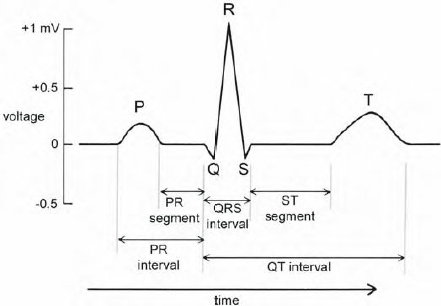 R
+1 mV
+0.5
P
T
voltage
0
Q
S
-0.5
PR
segment
QRS
interval
ST
segment
PR
interval
QT interval
time